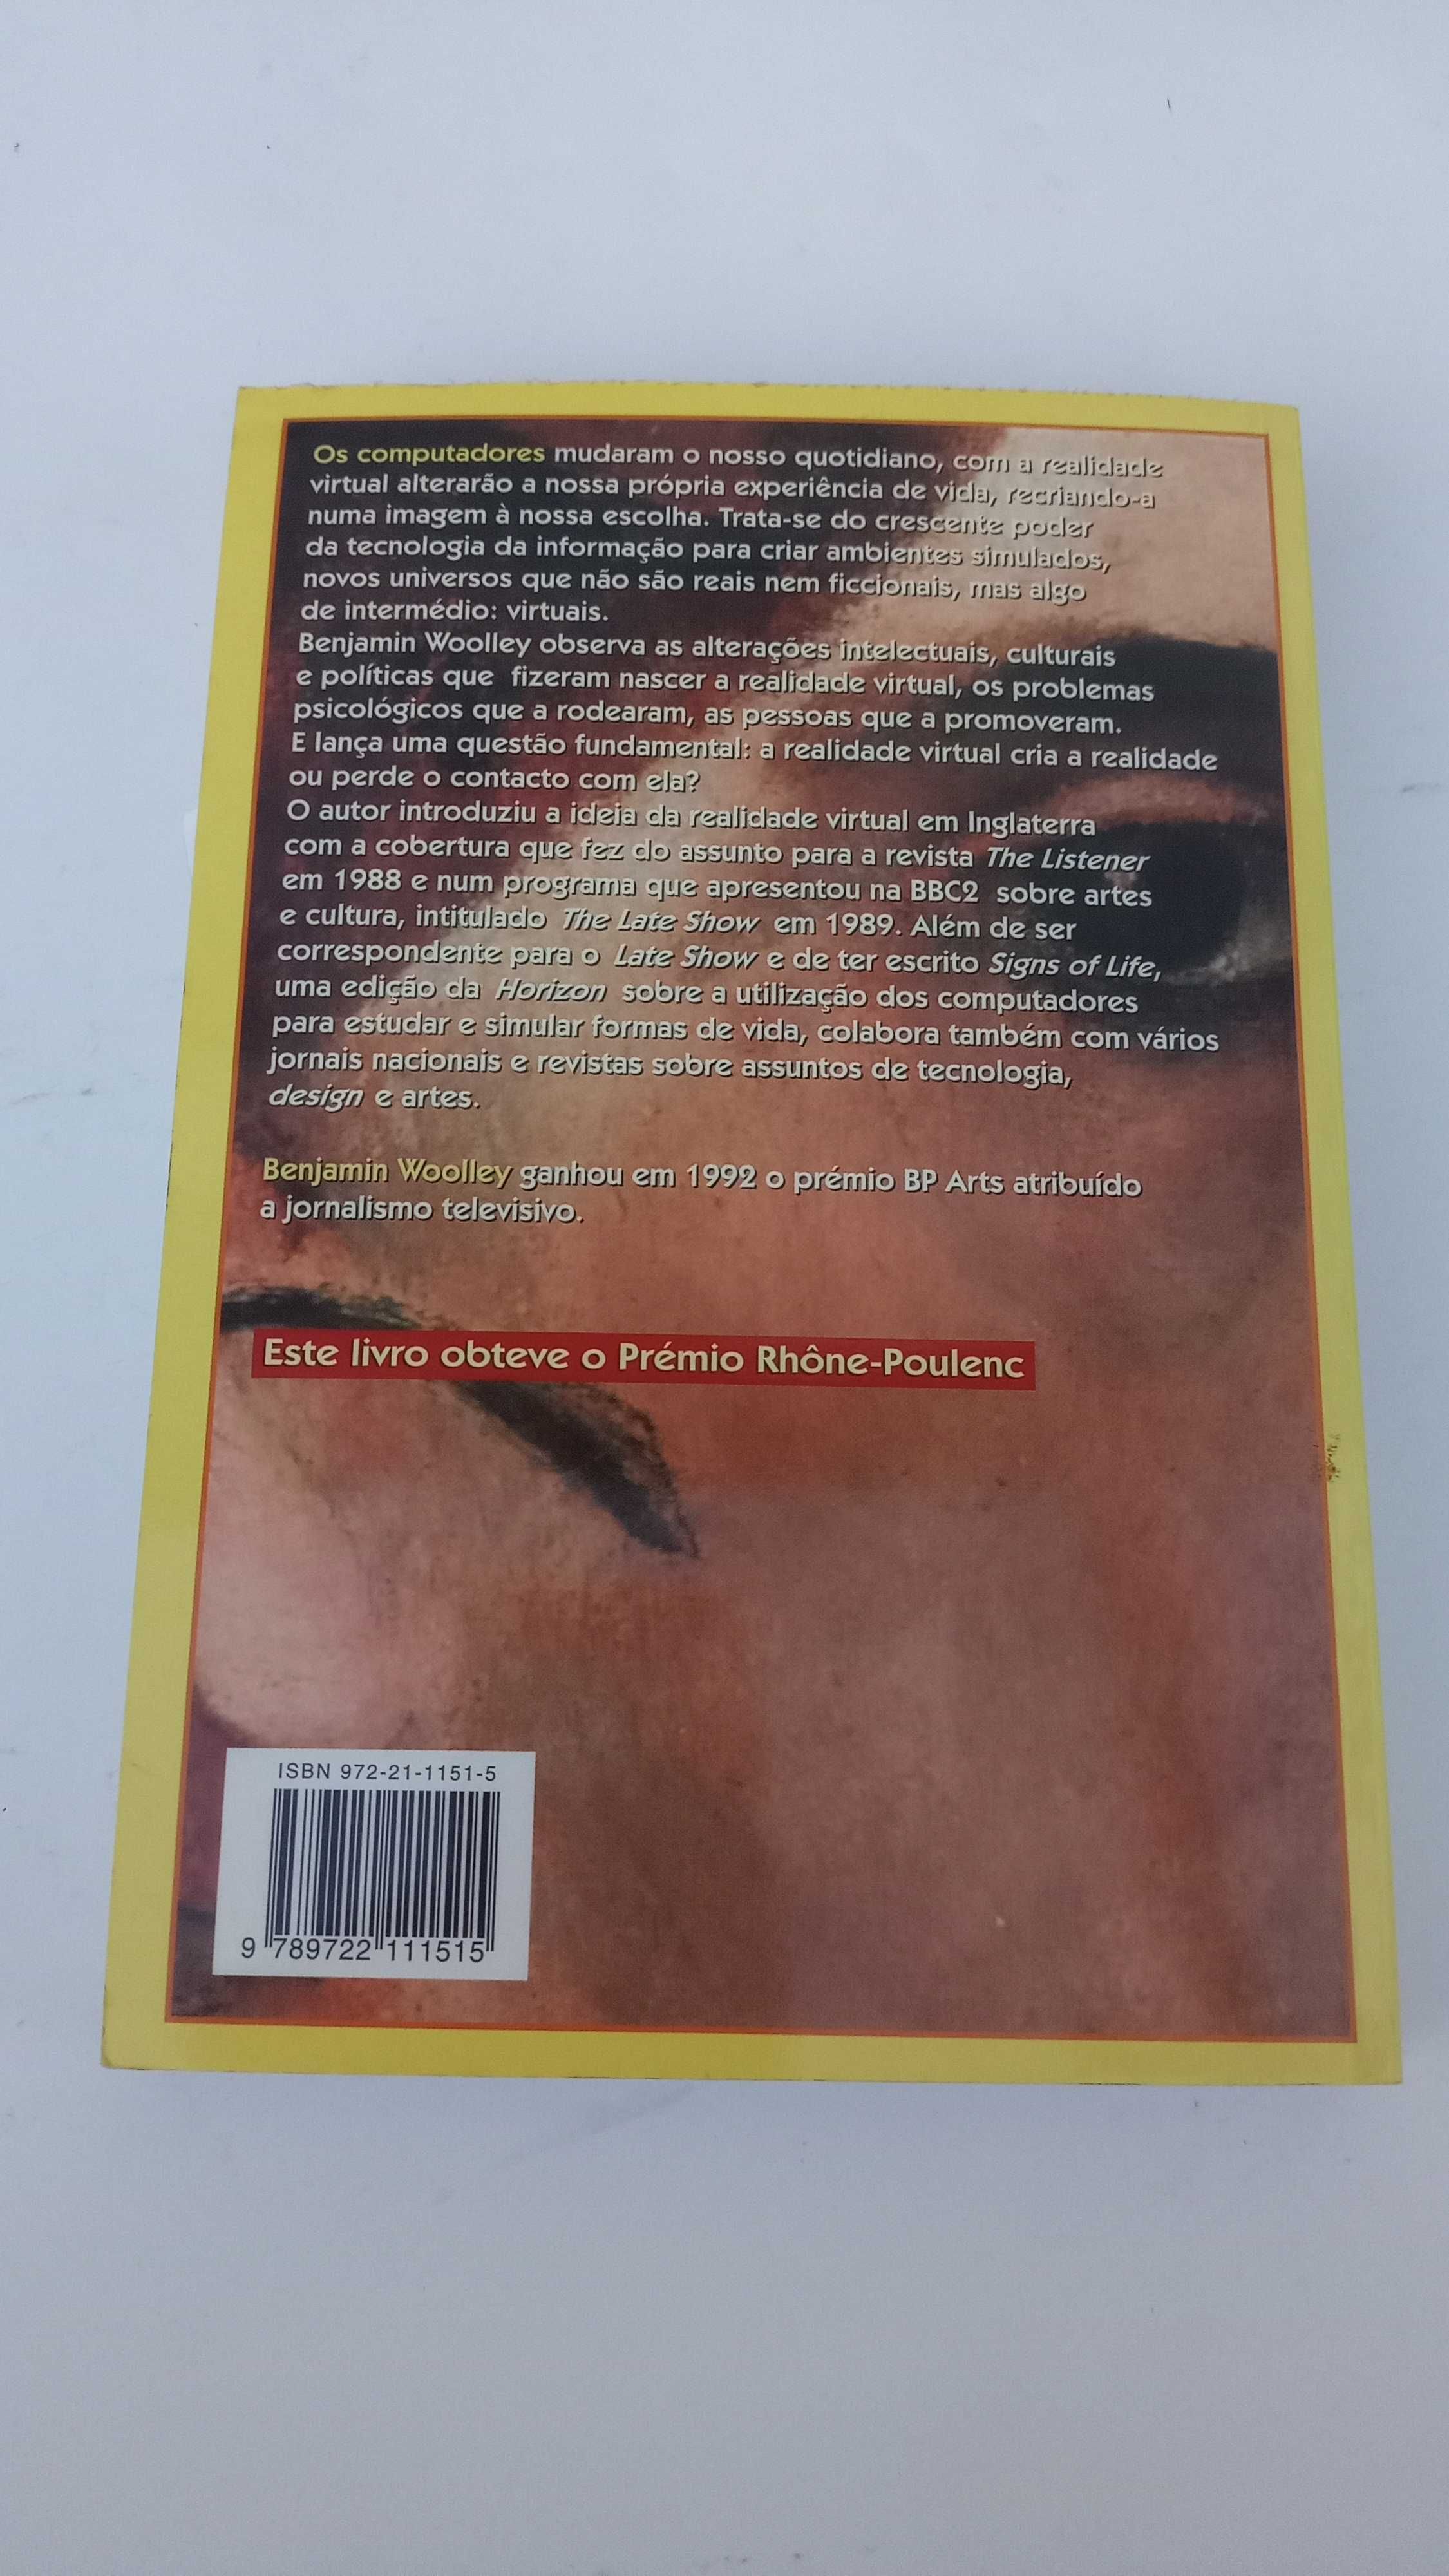 Os computadores mudaram o nosso quotidiano, com a realidade
virtual alterarão a nossa própria experiência de vida, recriando-a
numa imagem à nossa escolha. Trata-se do crescente poder
da tecnologia da informação para criar ambientes simulados,
novos universos que não são reais nem ficcionais, mas algo
de intermédio: virtuais.
Benjamin Woolley observa as alterações intelectuais, culturais
e políticas que fizeram nascer a realidade virtual, os problemas
psicológicos que a rodearam, as pessoas que a promoveram.
E lança uma questão fundamental: a realidade virtual cria a realidade
ou perde o contacto com ela?
O autor introduziu a ideia da realidade virtual em Inglaterra
com a cobertura que fez do assunto para a revista The Listener
em 1988 e num programa que apresentou na BBC2 sobre artes
e cultura, intitulado The Late Show em 1989. Além de ser
correspondente para o Late Show e de ter escrito Signs of Life,
uma edição da Horizon sobre a utilização dos computadores
para estudar e simular formas de vida, colabora também com vários
jornais nacionais e revistas sobre assuntos de tecnologia,
design e artes.
Benjamin Woolley ganhou em 1992 o prémio BP Arts atribuído
a jornalismo televisivo.
Este livro obteve o Prémio Rhône-Poulenc
ISBN 972-21-1151-5
9 789722 111515